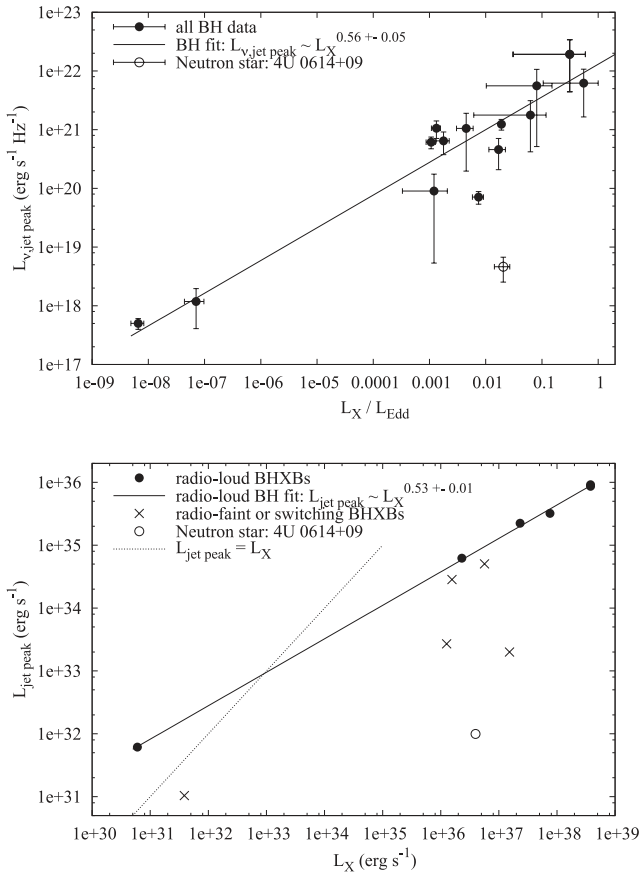 all BH data
BH fit: L_ν,jet peak ~ L_X^0.56 +- 0.05
Neutron star: 4U 0614+09
1e+23
1e+22
1e+21
1e+20
1e+19
1e+18
1e+17
L_ν,jet peak (erg s^-1 Hz^-1)
1e-09 1e-08 1e-07 1e-06 1e-05 0.0001 0.001 0.01 0.1 1
L_X / L_Edd
radio-loud BHXBs
radio-loud BH fit: L_jet peak ~ L_X^0.53 +- 0.01
radio-faint or switching BHXBs
Neutron star: 4U 0614+09
L_jet peak = L_X
1e+36
1e+35
1e+34
1e+33
1e+32
1e+31
L_jet peak (erg s^-1)
1e+30 1e+31 1e+32 1e+33 1e+34 1e+35 1e+36 1e+37 1e+38 1e+39
L_X (erg s^-1)